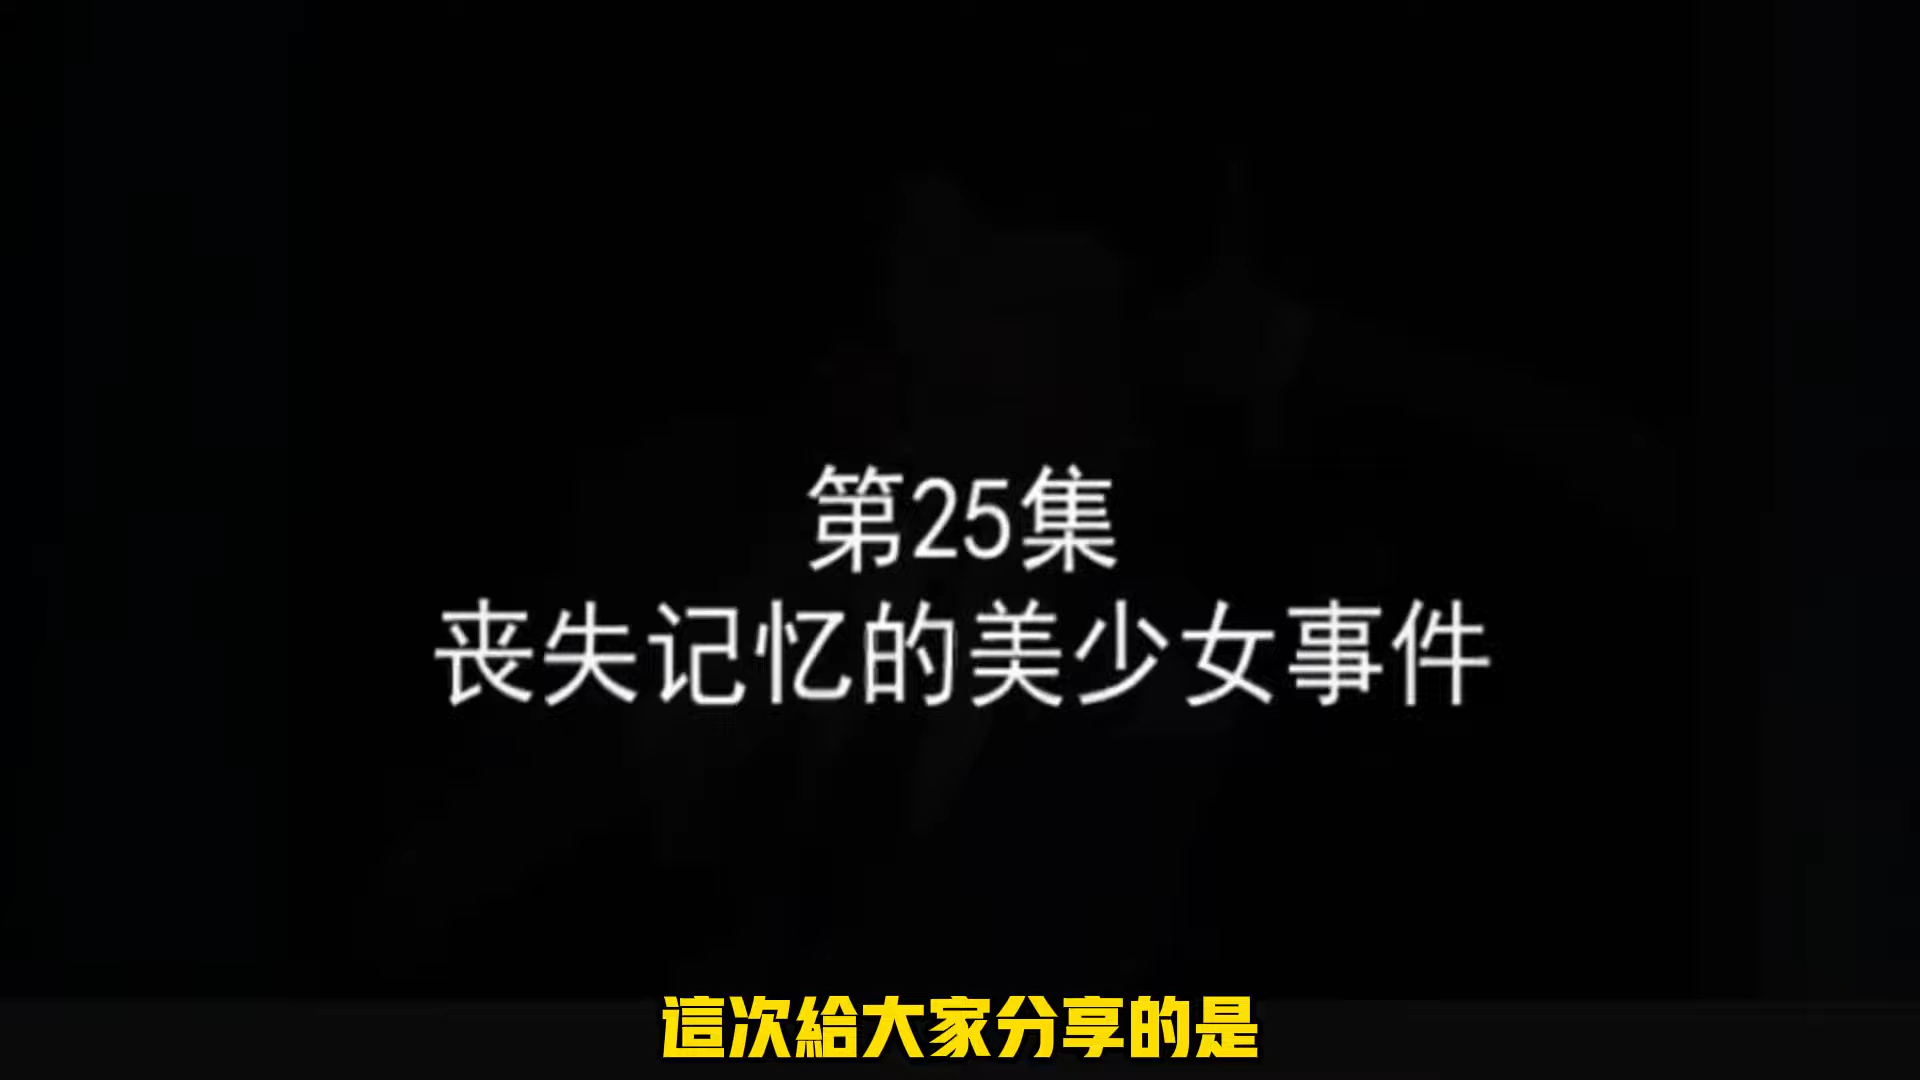 第25集
丧失记忆的美少女事件
這次給大家分享的是